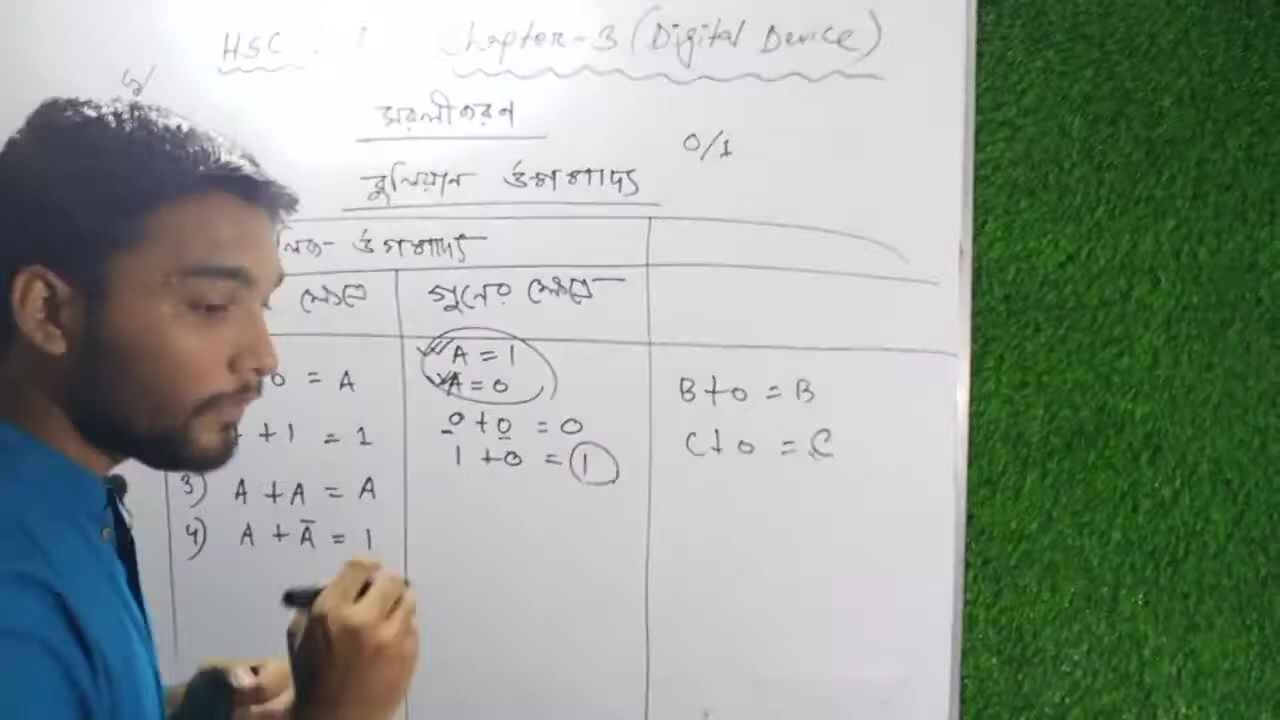 HSC Chapter-3 (Digital Device)
সরলীকরণ
0/1
বুলিয়ান উপপাদ্য
লিক উপপাদ্য
ক্ষেত্রে গুনের ক্ষেত্রে
A = 1
A = 0
0 = A
B + 0 = B
0 + 0 = 0
+ 1 = 1
C + 0 = C
1 + 0 = 1
3) A + A = A
4) A + Ā = 1